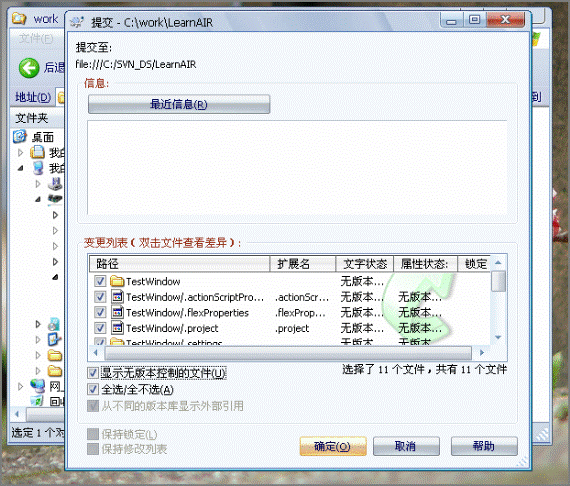 work
提交 - C:\work\LearnAIR
文件(F)
后退
地址(D)
到
文件夹
桌面
我的
我的
网
回收
选定 1 个对
提交至:
file:///C:/SVN_DS/LearnAIR
信息:
最近信息(R)
变更列表（双击文件查看差异）:
路径 扩展名 文字状态 属性状态: 锁定
TestWindow 无版本...
TestWindow/.actionScriptPro... .actionScr... 无版本... 无版本...
TestWindow/.flexProperties .flexProp... 无版本... 无版本...
TestWindow/.project .project 无版本... 无版本...
TestWindow/.settings 无版本...
显示无版本控制的文件(U)
选择了 11 个文件，共有 11 个文件
全选/全不选(A)
从不同的版本库显示外部引用
保持锁定(L)
保持修改列表
确定(O) 取消 帮助